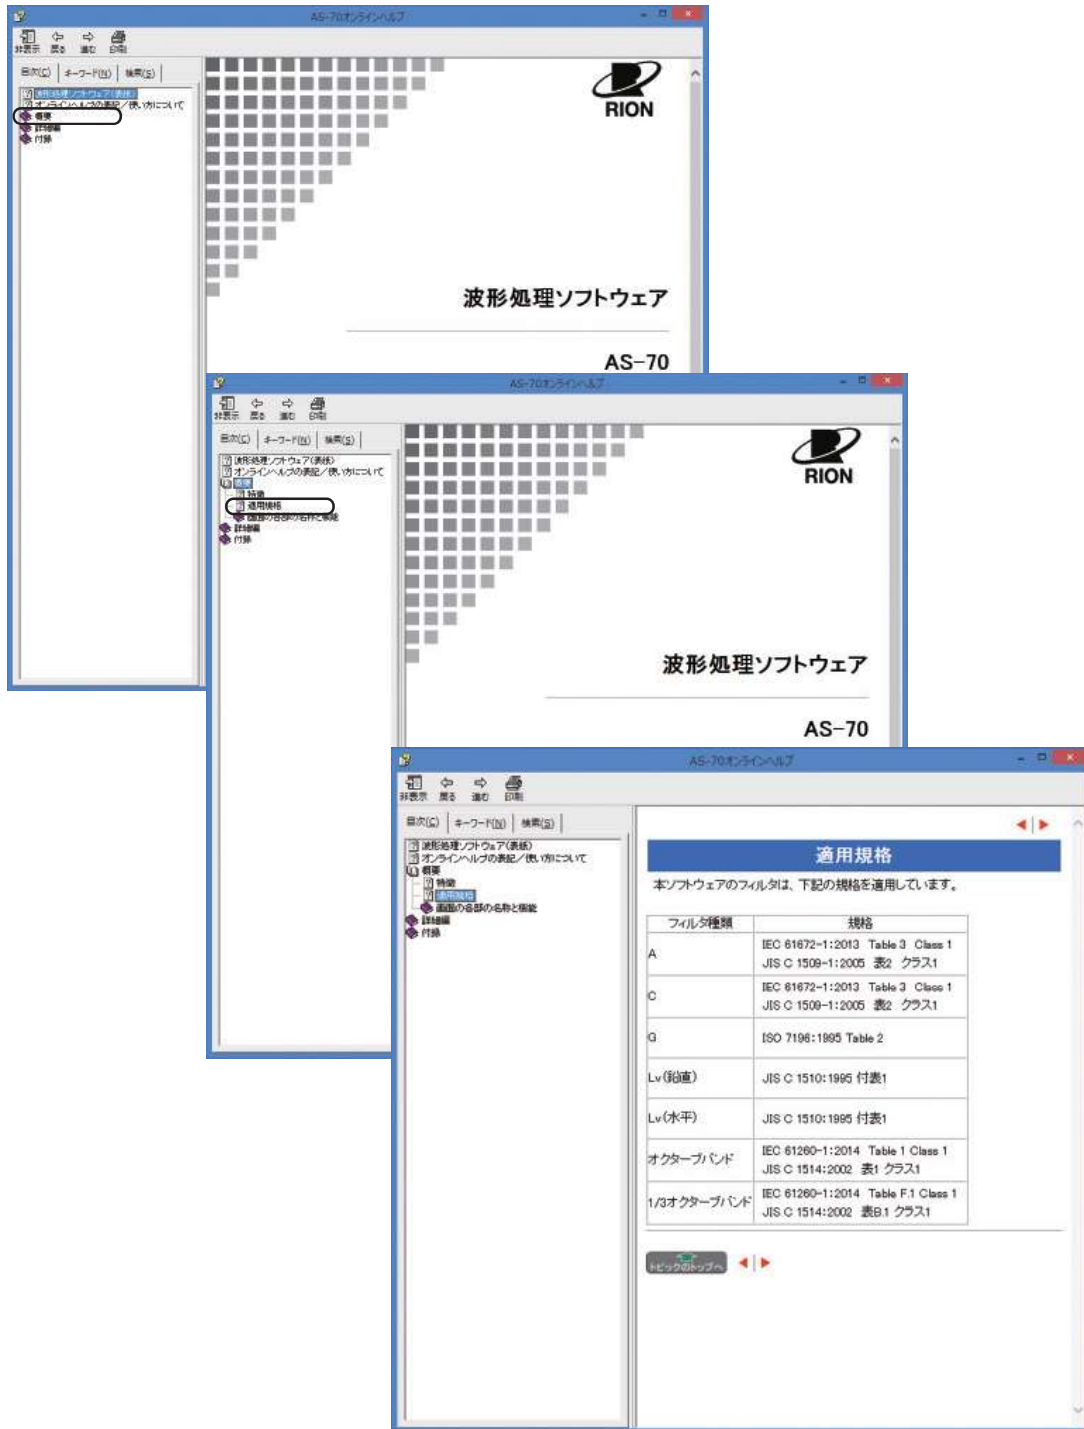 AS-70オンラインヘルプ
非表示 戻る 進む 印刷
目次(C) キーワード(N) 検索(S)
波形処理ソフトウェア(表紙)
オンラインヘルプの表記/使い方について
概要
詳細編
付録
RION
波形処理ソフトウェア
AS-70
AS-70オンラインヘルプ
非表示 戻る 進む 印刷
目次(C) キーワード(N) 検索(S)
波形処理ソフトウェア(表紙)
オンラインヘルプの表記/使い方について
概要
特徴
適用規格
画面の各部の名称と機能
詳細編
付録
RION
波形処理ソフトウェア
AS-70
AS-70オンラインヘルプ
非表示 戻る 進む 印刷
目次(C) キーワード(N) 検索(S)
波形処理ソフトウェア(表紙)
オンラインヘルプの表記/使い方について
概要
特徴
適用規格
画面の各部の名称と機能
詳細編
付録
適用規格
本ソフトウェアのフィルタは、下記の規格を適用しています。
フィルタ種類 規格
A IEC 61672-1:2013 Table 3 Class 1
JIS C 1509-1:2005 表2 クラス1
C IEC 61672-1:2013 Table 3 Class 1
JIS C 1509-1:2005 表2 クラス1
G ISO 7196:1995 Table 2
Lv(鉛直) JIS C 1510:1995 付表1
Lv(水平) JIS C 1510:1995 付表1
オクターブバンド IEC 61260-1:2014 Table 1 Class 1
JIS C 1514:2002 表1 クラス1
1/3オクターブバンド IEC 61260-1:2014 Table F.1 Class 1
JIS C 1514:2002 表B.1 クラス1
トピックのトップへ